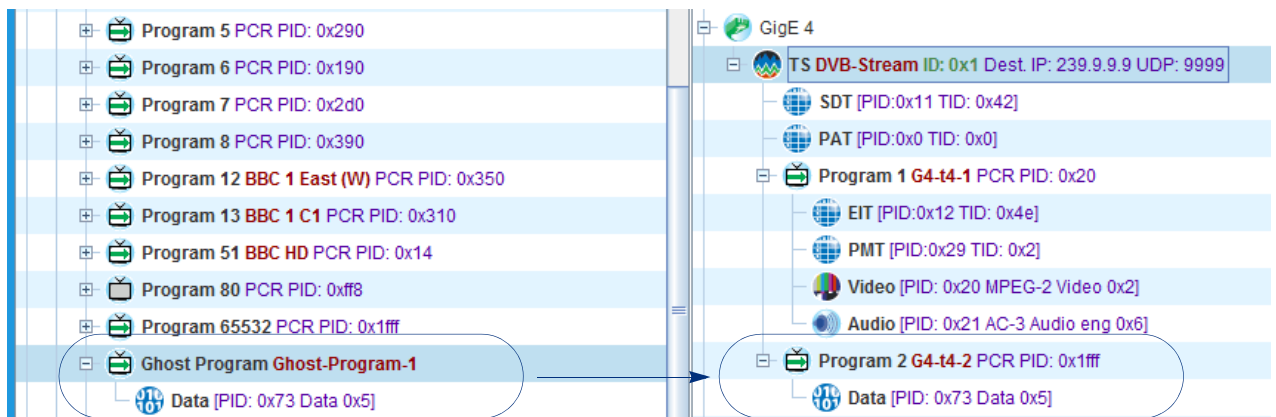 Program 5 PCR PID: 0x290
Program 6 PCR PID: 0x190
Program 7 PCR PID: 0x2d0
Program 8 PCR PID: 0x390
Program 12 BBC 1 East (W) PCR PID: 0x350
Program 13 BBC 1 C1 PCR PID: 0x310
Program 51 BBC HD PCR PID: 0x14
Program 80 PCR PID: 0xff8
Program 65532 PCR PID: 0x1fff
Ghost Program Ghost-Program-1
Data [PID: 0x73 Data 0x5]
GigE 4
TS DVB-Stream ID: 0x1 Dest. IP: 239.9.9.9 UDP: 9999
SDT [PID:0x11 TID: 0x42]
PAT [PID:0x0 TID: 0x0]
Program 1 G4-t4-1 PCR PID: 0x20
EIT [PID:0x12 TID: 0x4e]
PMT [PID:0x29 TID: 0x2]
Video [PID: 0x20 MPEG-2 Video 0x2]
Audio [PID: 0x21 AC-3 Audio eng 0x6]
Program 2 G4-t4-2 PCR PID: 0x1fff
Data [PID: 0x73 Data 0x5]